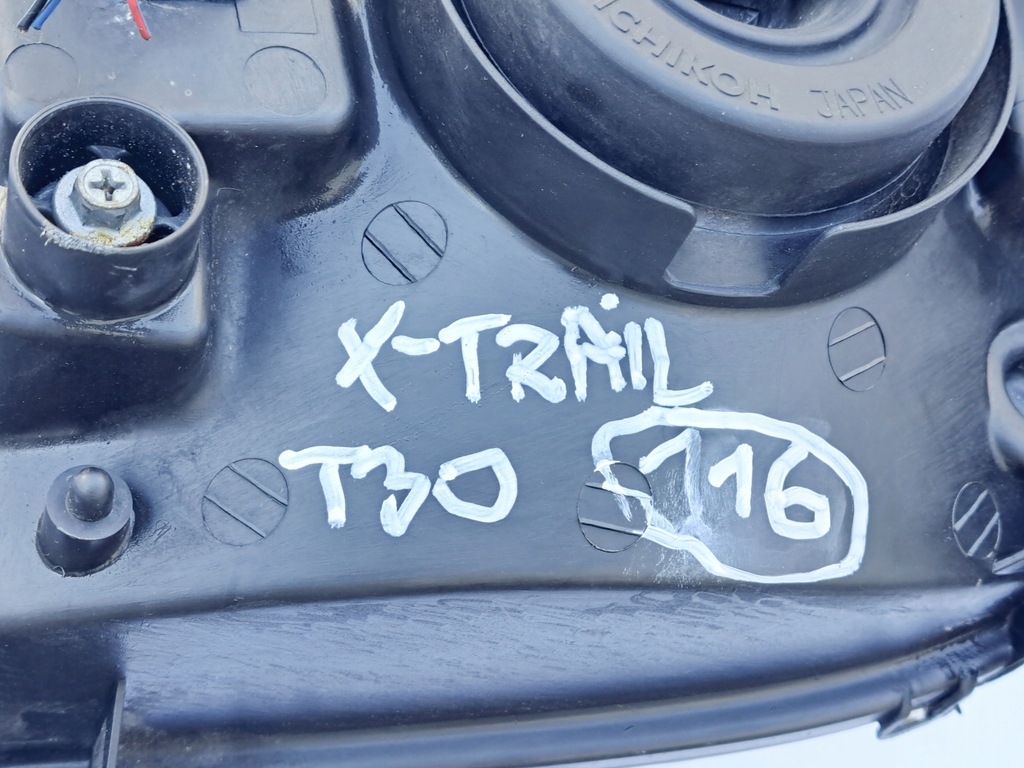 ICHIKOH JAPAN
X-TRAIL
T30 116